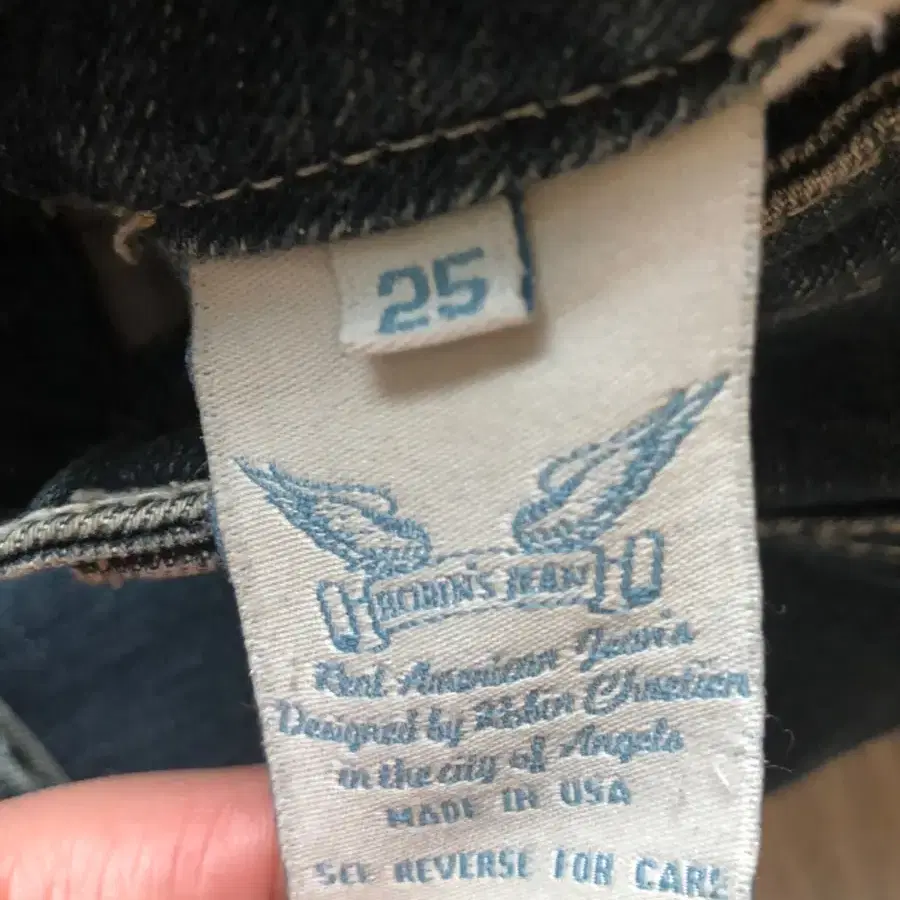 25
ROBIN'S JEAN
Real American Jean's
Designed by Robin Chretien
in the city of Angels
MADE IN USA
SEE REVERSE FOR CARE